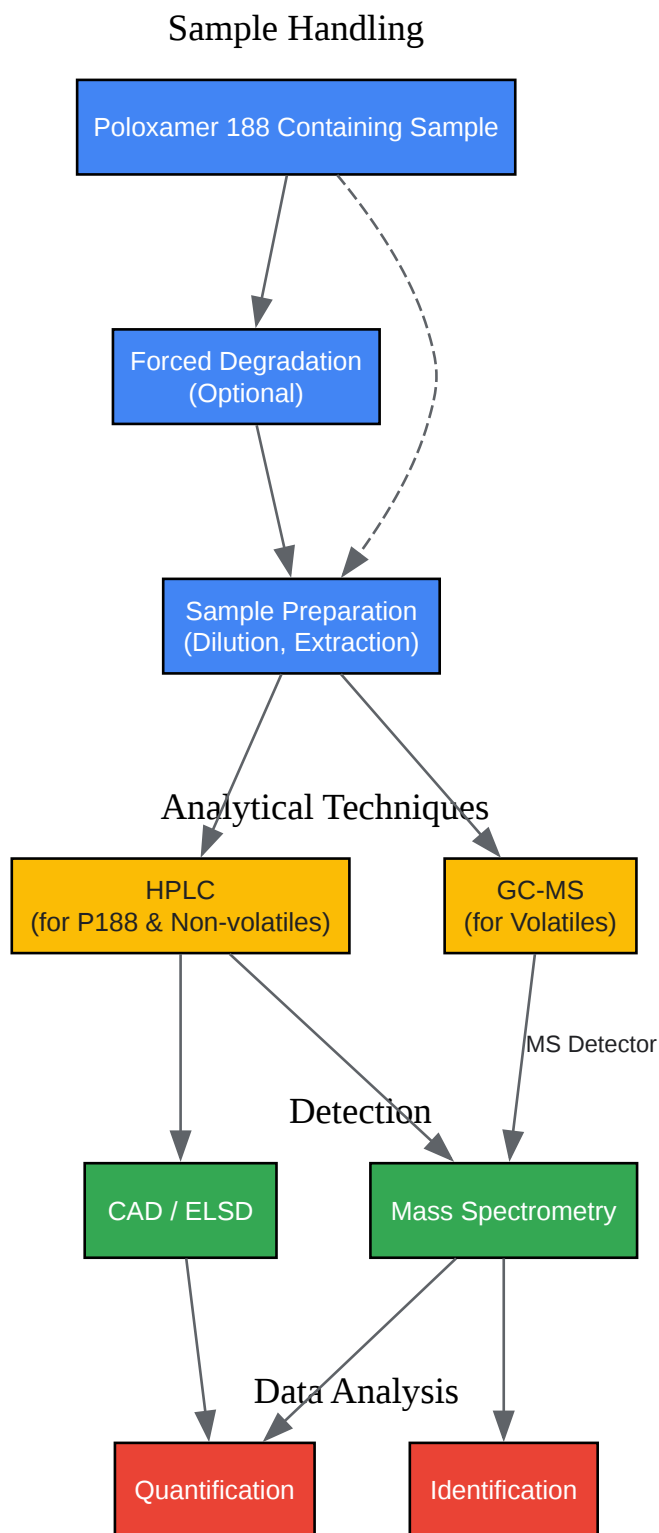 Sample Handling
Poloxamer 188 Containing Sample
Forced Degradation
(Optional)
Sample Preparation
(Dilution, Extraction)
Analytical Techniques
HPLC
(for P188 & Non-volatiles)
GC-MS
(for Volatiles)
MS Detector
Detection
CAD / ELSD
Mass Spectrometry
Data Analysis
Quantification
Identification